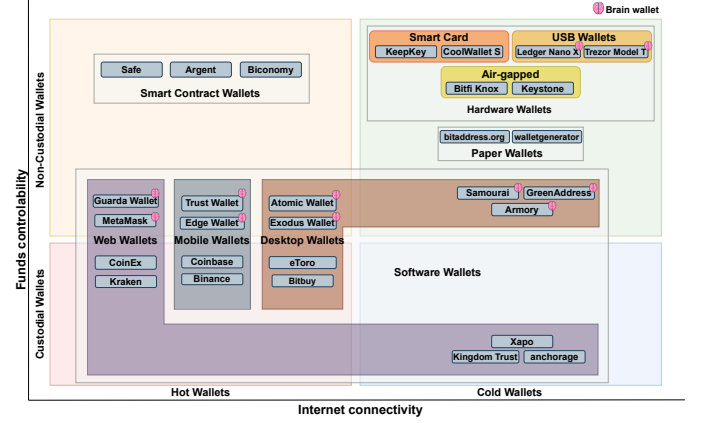 Brain wallet
Smart Card
KeepKey
CoolWallet S
USB Wallets
Ledger Nano X
Trezor Model T
Air-gapped
Bitfi Knox
Keystone
Hardware Wallets
Safe
Argent
Biconomy
Smart Contract Wallets
bitaddress.org
walletgenerator
Paper Wallets
Non-Custodial Wallets
Funds controlability
Custodial Wallets
Guarda Wallet
MetaMask
Web Wallets
CoinEx
Kraken
Trust Wallet
Edge Wallet
Mobile Wallets
Coinbase
Binance
Atomic Wallet
Exodus Wallet
Desktop Wallets
eToro
Bitbuy
Samourai
GreenAddress
Armory
Software Wallets
Xapo
Kingdom Trust
anchorage
Hot Wallets
Cold Wallets
Internet connectivity